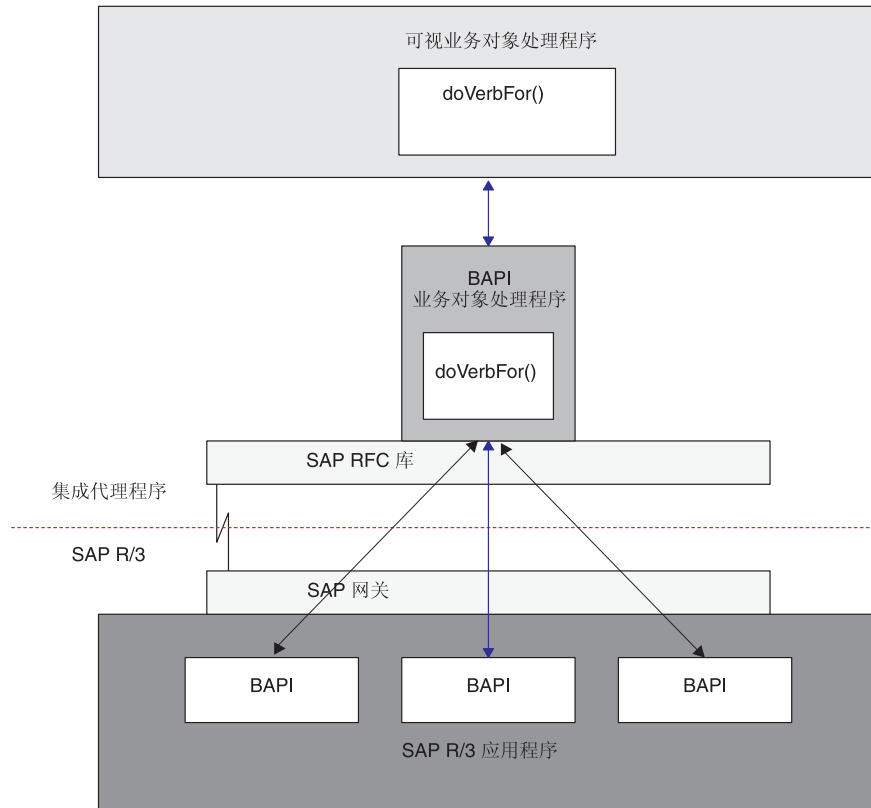 可视业务对象处理程序
doVerbFor()
BAPI
业务对象处理程序
doVerbFor()
SAP RFC 库
集成代理程序
SAP R/3
SAP 网关
BAPI
BAPI
BAPI
SAP R/3 应用程序